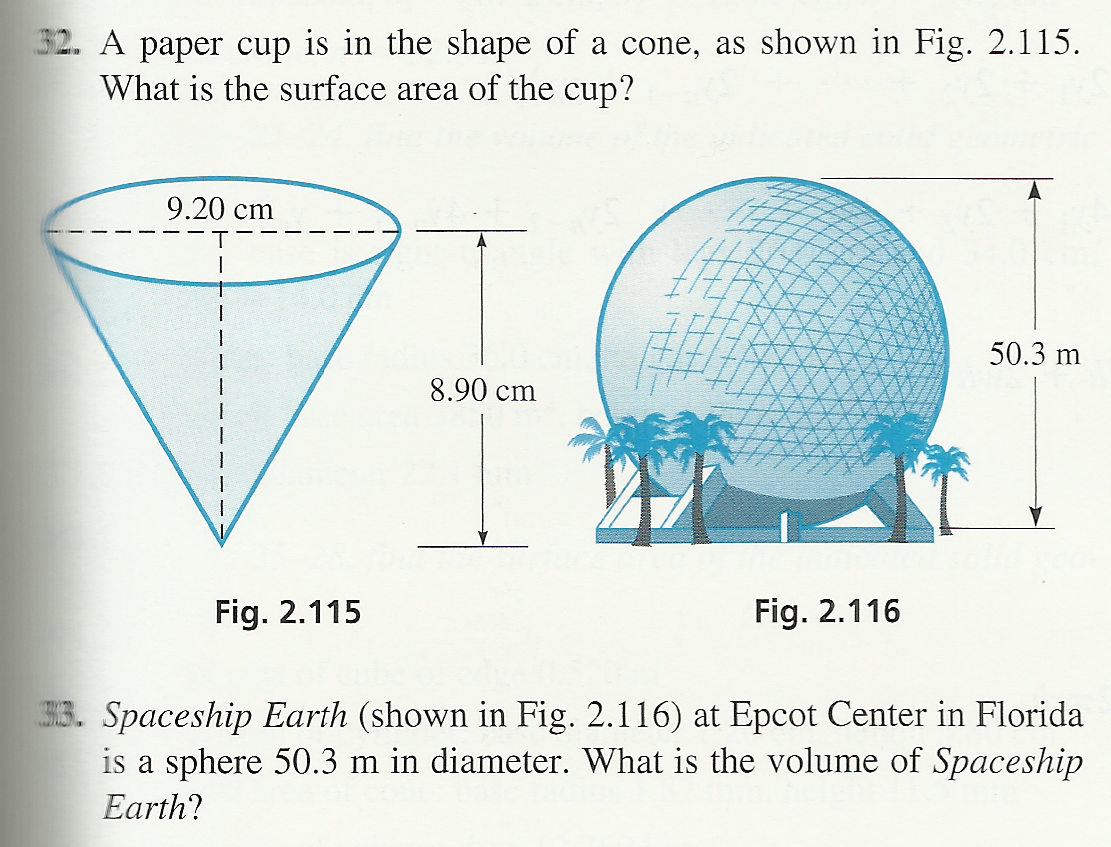 32. A paper cup is in the shape of a cone, as shown in Fig. 2.115.
What is the surface area of the cup?
9.20 cm
8.90 cm
50.3 m
Fig. 2.115
Fig. 2.116
33. Spaceship Earth (shown in Fig. 2.116) at Epcot Center in Florida
is a sphere 50.3 m in diameter. What is the volume of Spaceship
Earth?